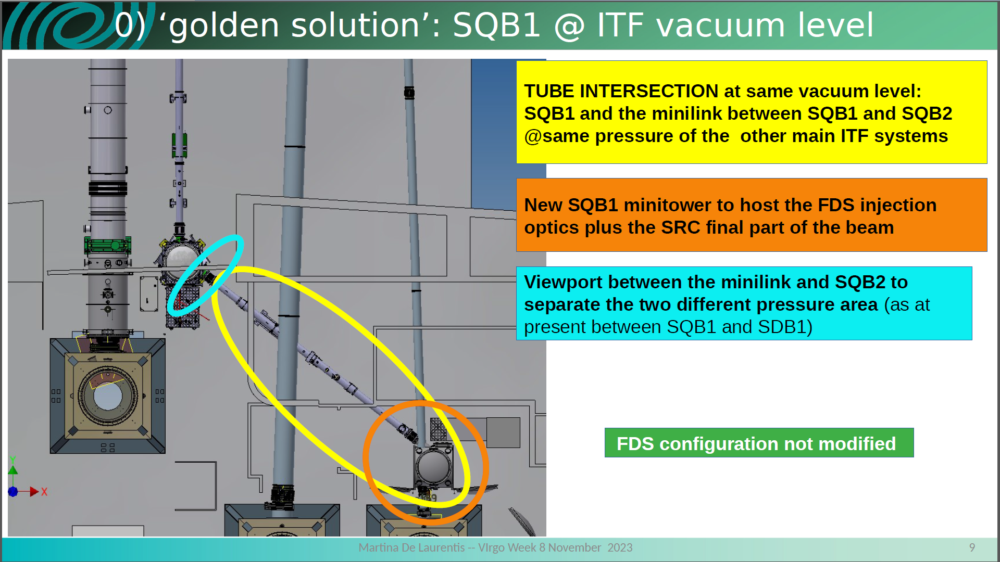 0) ‘golden solution’: SQB1 @ ITF vacuum level
TUBE INTERSECTION at same vacuum level:
SQB1 and the minilink between SQB1 and SQB2
@same pressure of the  other main ITF systems
New SQB1 minitower to host the FDS injection
optics plus the SRC final part of the beam
Viewport between the minilink and SQB2 to
separate the two different pressure area (as at
present between SQB1 and SDB1)
FDS configuration not modified
Y
X
Martina De Laurentis -- VIrgo Week 8 November  2023
9